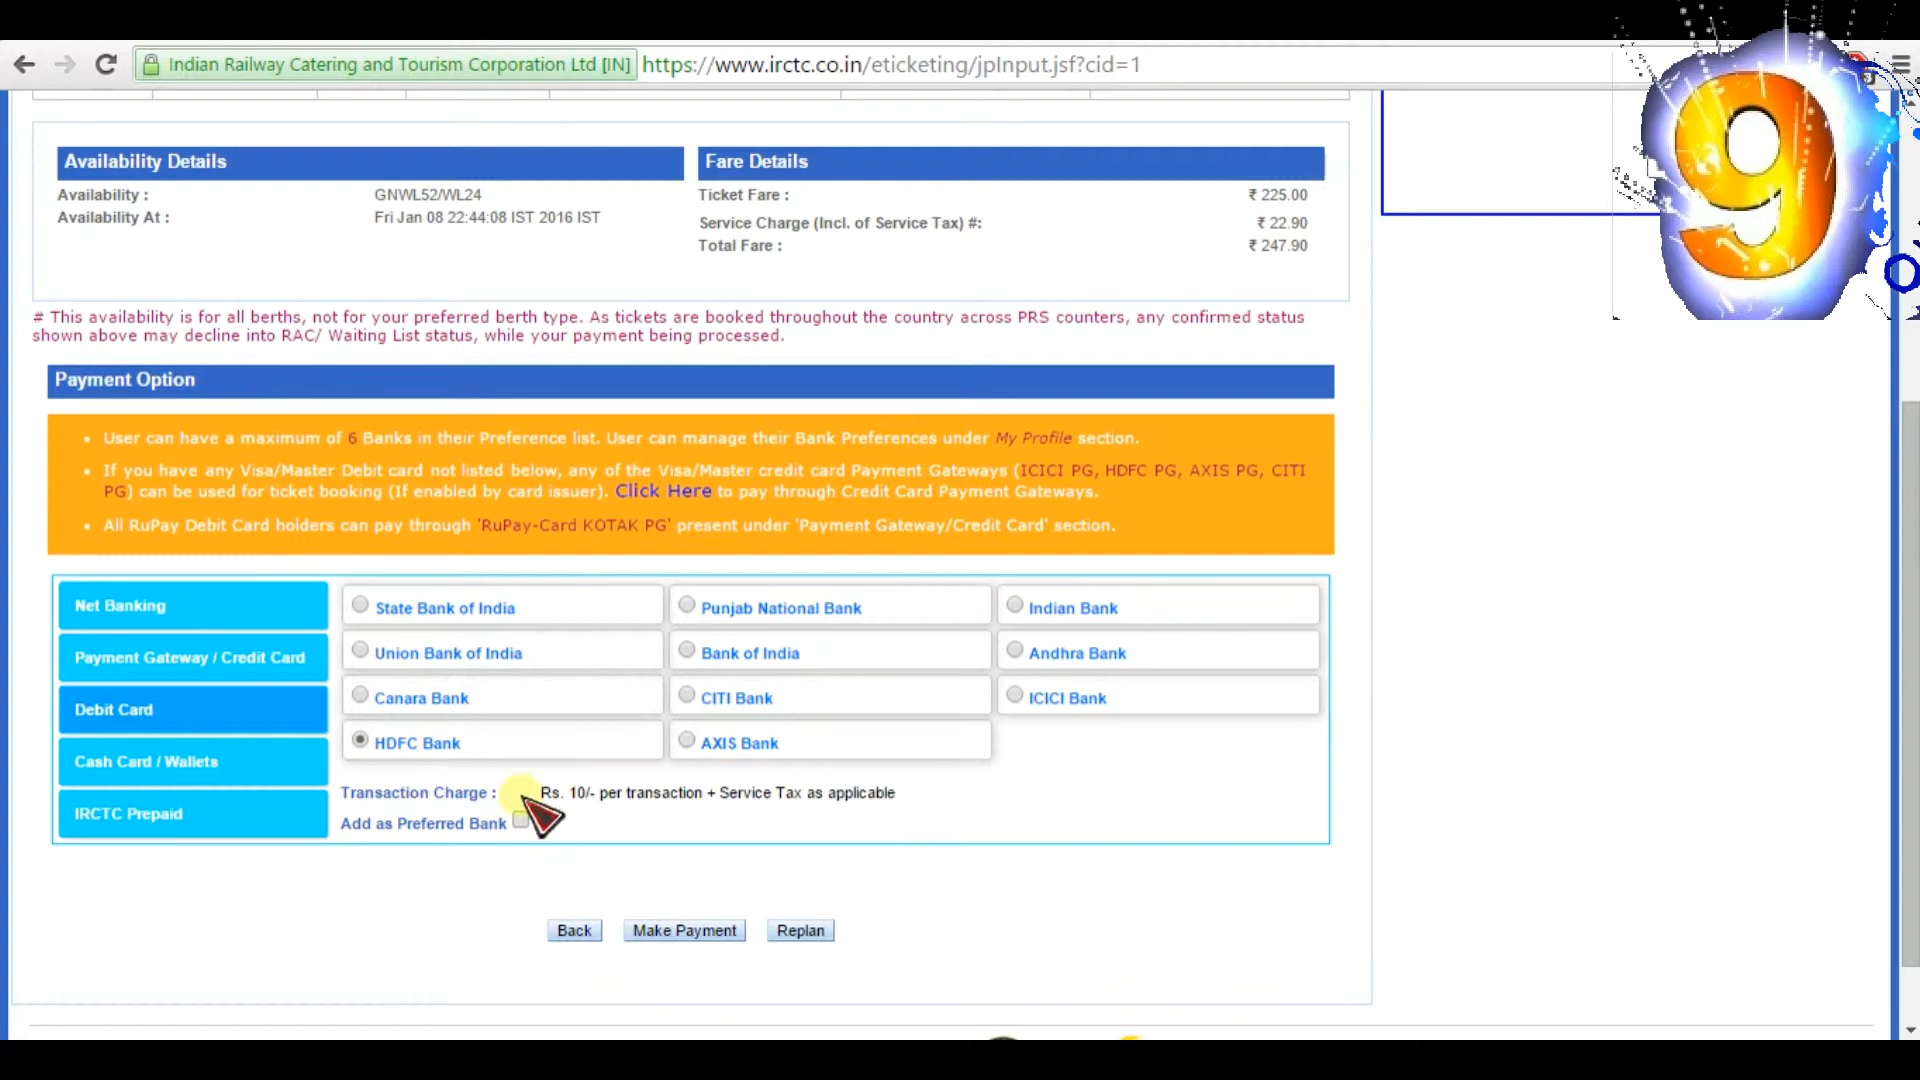 Indian Railway Catering and Tourism Corporation Ltd [IN] https://www.irctc.co.in/eticketing/jpInput.jsf?cid=1
9
Availability Details
Availability : GNWL52/WL24
Availability At : Fri Jan 08 22:44:08 IST 2016 IST
Fare Details
Ticket Fare : ₹ 225.00
Service Charge (Incl. of Service Tax) #: ₹ 22.90
Total Fare : ₹ 247.90
# This availability is for all berths, not for your preferred berth type. As tickets are booked throughout the country across PRS counters, any confirmed status
shown above may decline into RAC/ Waiting List status, while your payment being processed.
Payment Option
• User can have a maximum of 6 Banks in their Preference list. User can manage their Bank Preferences under My Profile section.
• If you have any Visa/Master Debit card not listed below, any of the Visa/Master credit card Payment Gateways (ICICI PG, HDFC PG, AXIS PG, CITI
PG) can be used for ticket booking (If enabled by card issuer). Click Here to pay through Credit Card Payment Gateways.
• All RuPay Debit Card holders can pay through 'RuPay-Card KOTAK PG' present under 'Payment Gateway/Credit Card' section.
Net Banking
Payment Gateway / Credit Card
Debit Card
Cash Card / Wallets
IRCTC Prepaid
State Bank of India Punjab National Bank Indian Bank
Union Bank of India Bank of India Andhra Bank
Canara Bank CITI Bank ICICI Bank
HDFC Bank AXIS Bank
Transaction Charge : Rs. 10/- per transaction + Service Tax as applicable
Add as Preferred Bank
Back Make Payment Replan